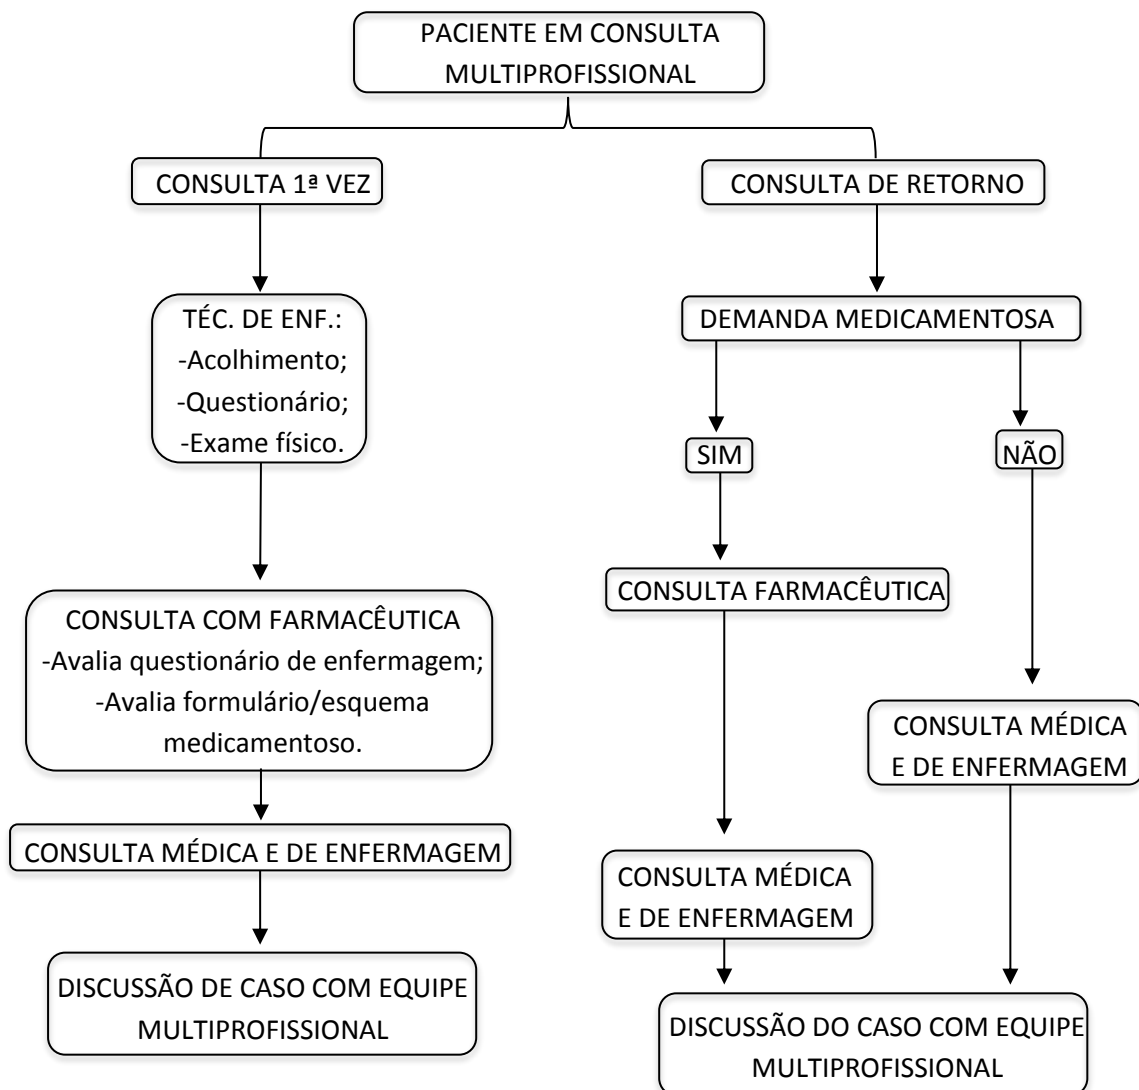 PACIENTE EM CONSULTA
MULTIPROFISSIONAL
CONSULTA 1ª VEZ
TÉC. DE ENF.:
-Acolhimento;
-Questionário;
-Exame físico.
CONSULTA COM FARMACÊUTICA
-Avalia questionário de enfermagem;
-Avalia formulário/esquema
medicamentoso.
CONSULTA MÉDICA E DE ENFERMAGEM
DISCUSSÃO DE CASO COM EQUIPE
MULTIPROFISSIONAL
CONSULTA DE RETORNO
DEMANDA MEDICAMENTOSA
SIM
CONSULTA FARMACÊUTICA
CONSULTA MÉDICA
E DE ENFERMAGEM
NÃO
CONSULTA MÉDICA
E DE ENFERMAGEM
DISCUSSÃO DO CASO COM EQUIPE
MULTIPROFISSIONAL